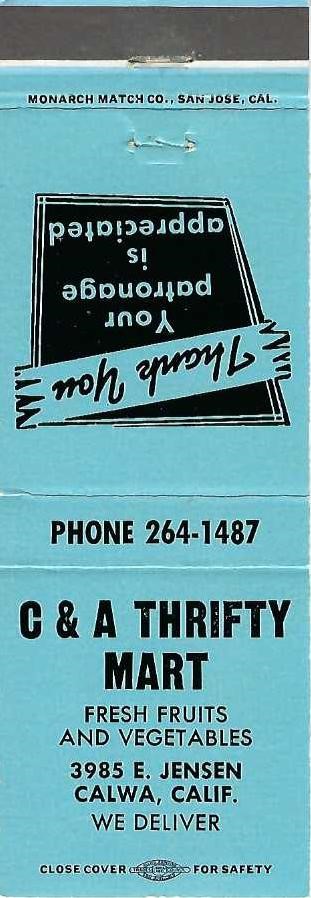 MONARCH MATCH CO., SAN JOSE, CAL.
Thank You
Your
patronage
is
appreciated
PHONE 264-1487
C & A THRIFTY
MART
FRESH FRUITS
AND VEGETABLES
3985 E. JENSEN
CALWA, CALIF.
WE DELIVER
CLOSE COVER FOR SAFETY